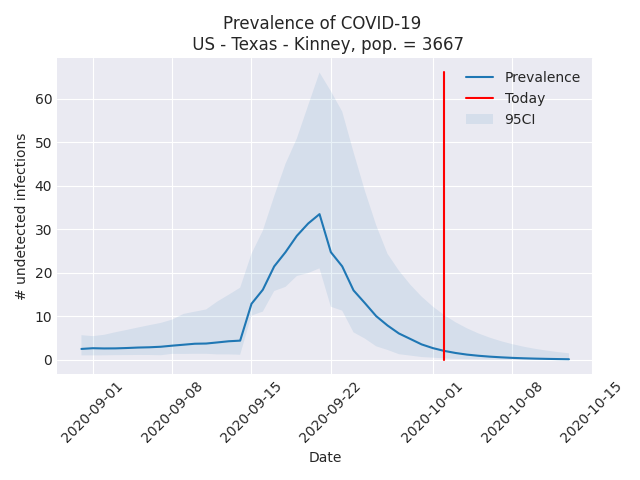 Prevalence of COVID-19
US - Texas - Kinney, pop. = 3667
Prevalence
Today
95CI
60
50
40
30
20
10
0
# undetected infections
2020-09-01
2020-09-08
2020-09-15
2020-09-22
2020-10-01
2020-10-08
2020-10-15
Date